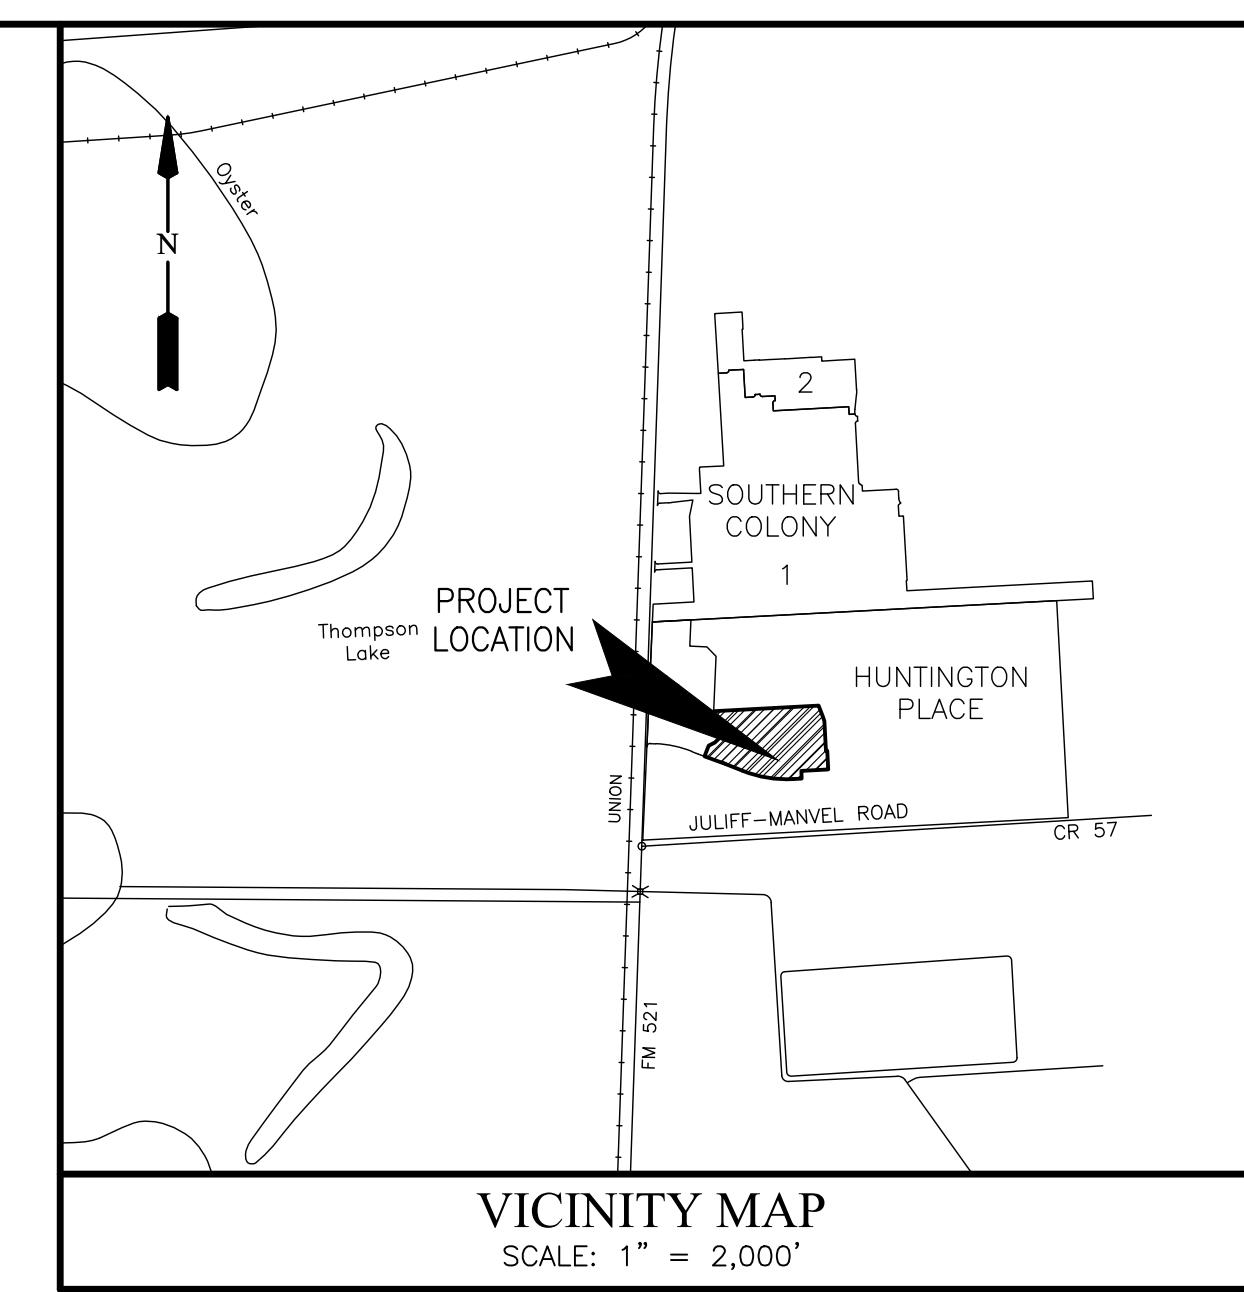 Oyster
N
2
SOUTHERN
COLONY
1
PROJECT
LOCATION
Thompson
Lake
HUNTINGTON
PLACE
UNION
JULIFF-MANVEL ROAD
CR 57
FM 521
VICINITY MAP
SCALE: 1" = 2,000'